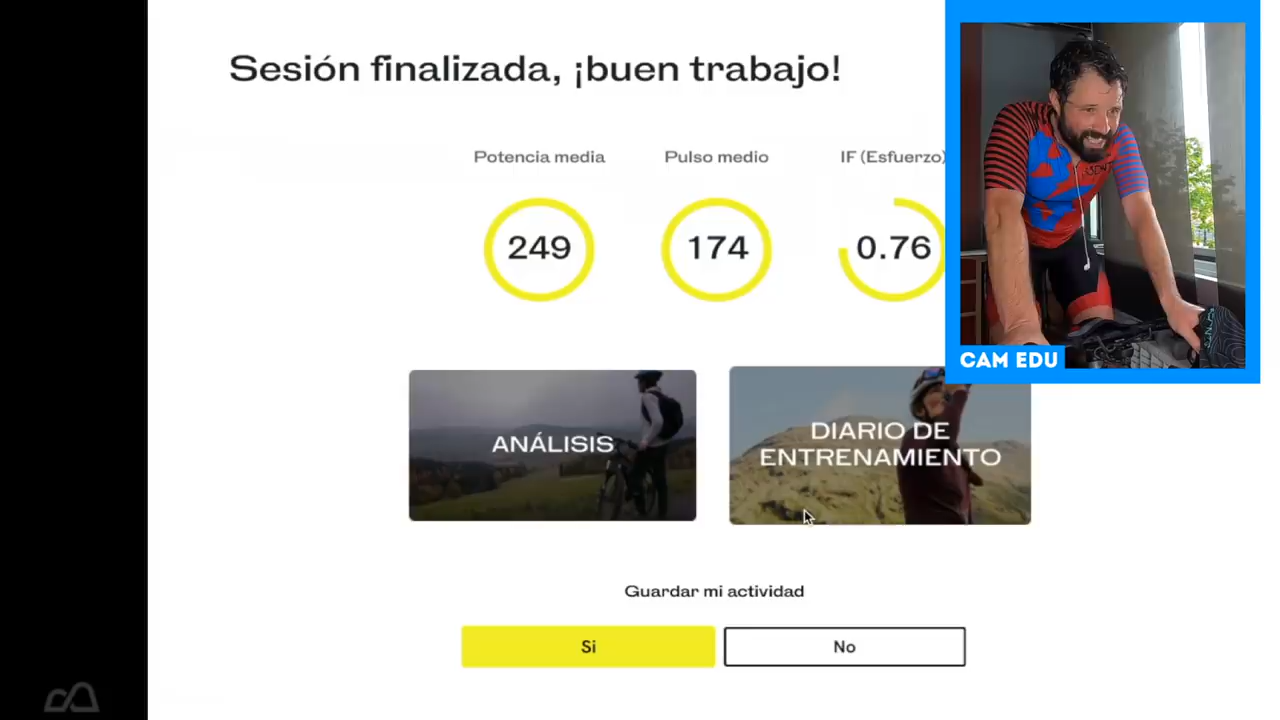 Sesión finalizada, ¡buen trabajo!
Potencia media
Pulso medio
IF (Esfuerzo)
249
174
0.76
CAM EDU
ANÁLISIS
DIARIO DE
ENTRENAMIENTO
Guardar mi actividad
Si
No